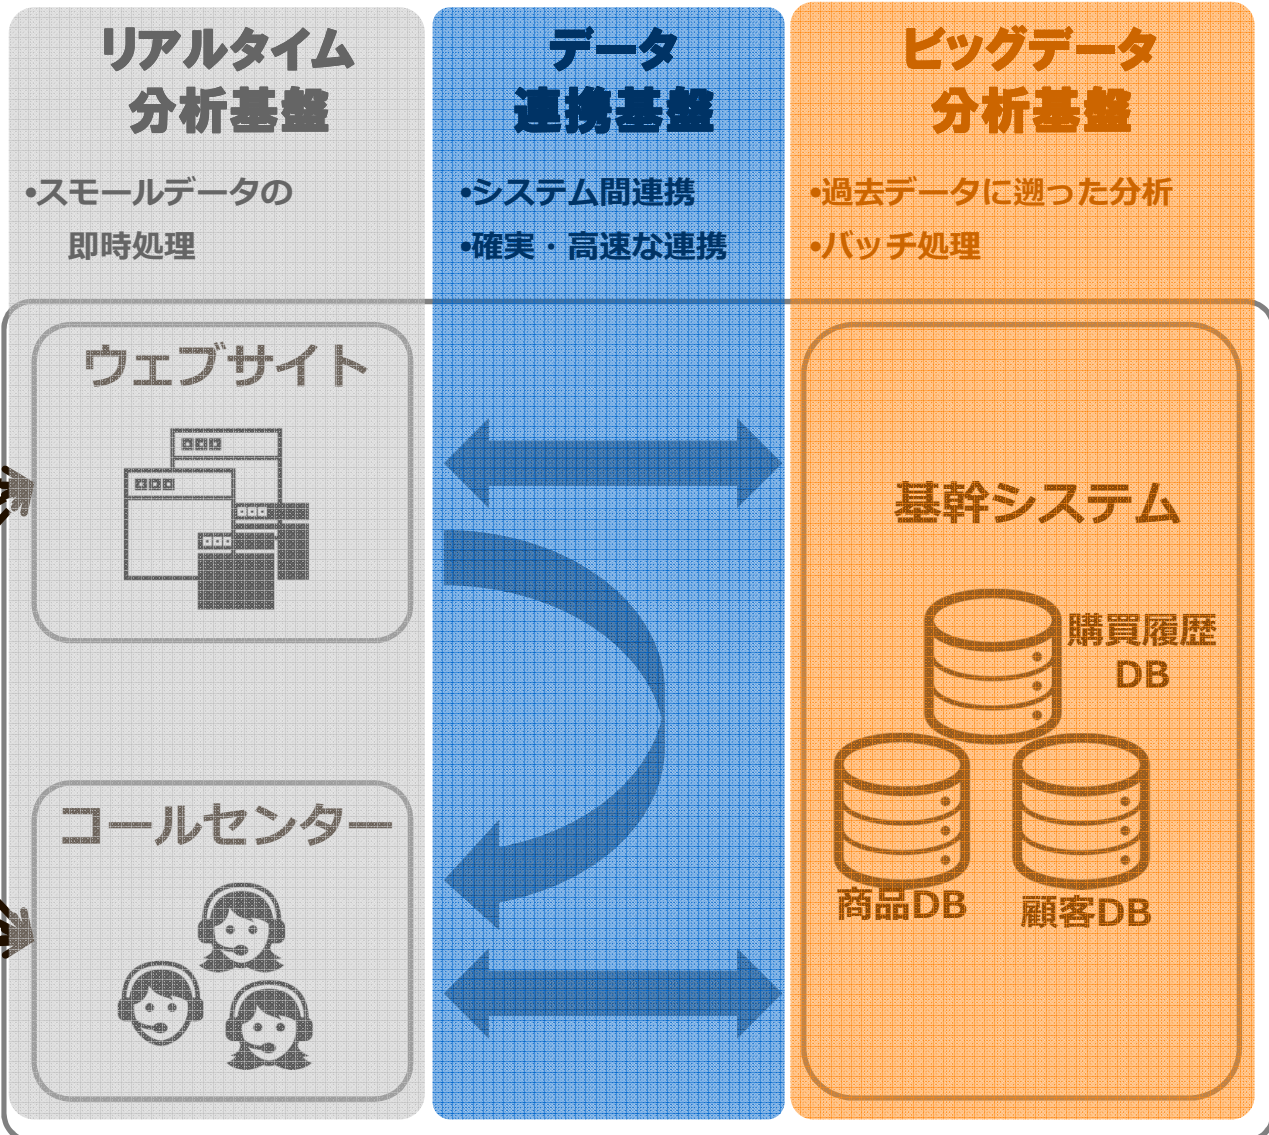 リアルタイム
分析基盤
•スモールデータの
即時処理
データ
連携基盤
•システム間連携
•確実・高速な連携
ビッグデータ
分析基盤
•過去データに遡った分析
•バッチ処理
ウェブサイト
コールセンター
基幹システム
購買履歴
DB
商品DB
顧客DB